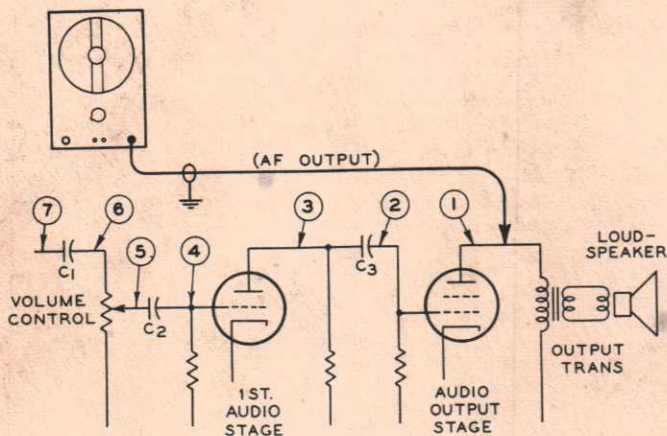 (AF OUTPUT)
7
6
3
2
1
5
4
C1
C3
LOUD-
SPEAKER
VOLUME
CONTROL
C2
OUTPUT
TRANS
1ST.
AUDIO
STAGE
AUDIO
OUTPUT
STAGE